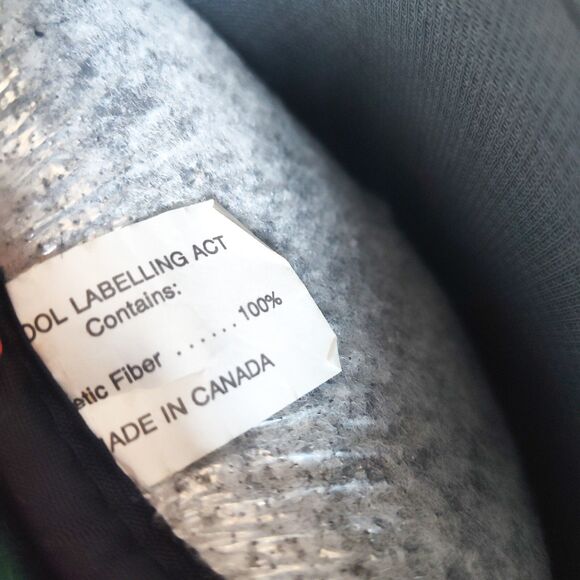 OOL LABELLING ACT
Contains:
etic Fiber ...... 100%
ADE IN CANADA